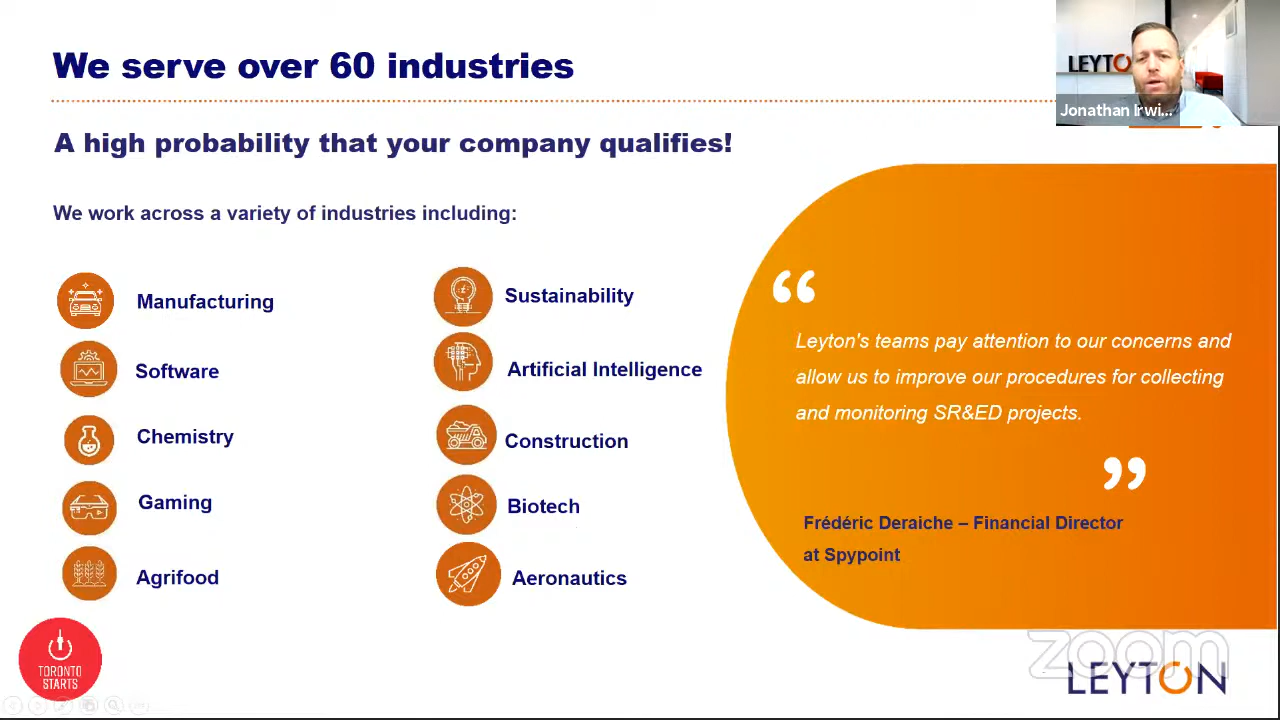 We serve over 60 industries
LEYTO
Jonathan Irwi...
A high probability that your company qualifies!
We work across a variety of industries including:
Manufacturing
Software
Chemistry
Gaming
Agrifood
Sustainability
Artificial Intelligence
Construction
Biotech
Aeronautics
“
Leyton's teams pay attention to our concerns and
allow us to improve our procedures for collecting
and monitoring SR&ED projects.
”
Frédéric Deraiche – Financial Director
at Spypoint
TORONTO
STARTS
zoom
LEYTON